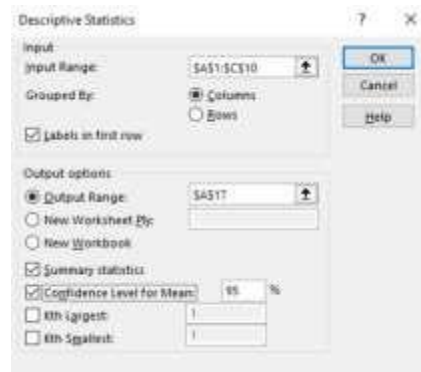 Descriptive Statistics ? ×
Input
Input Range: $A$1:$C$10
OK
Grouped By: Columns
Cancel
Rows
Help
Labels in first row
Output options
Output Range: $A$17
New Worksheet Ply:
New Workbook
Summary statistics
Confidence Level for Mean: 95 %
Kth Largest: 1
Kth Smallest: 1